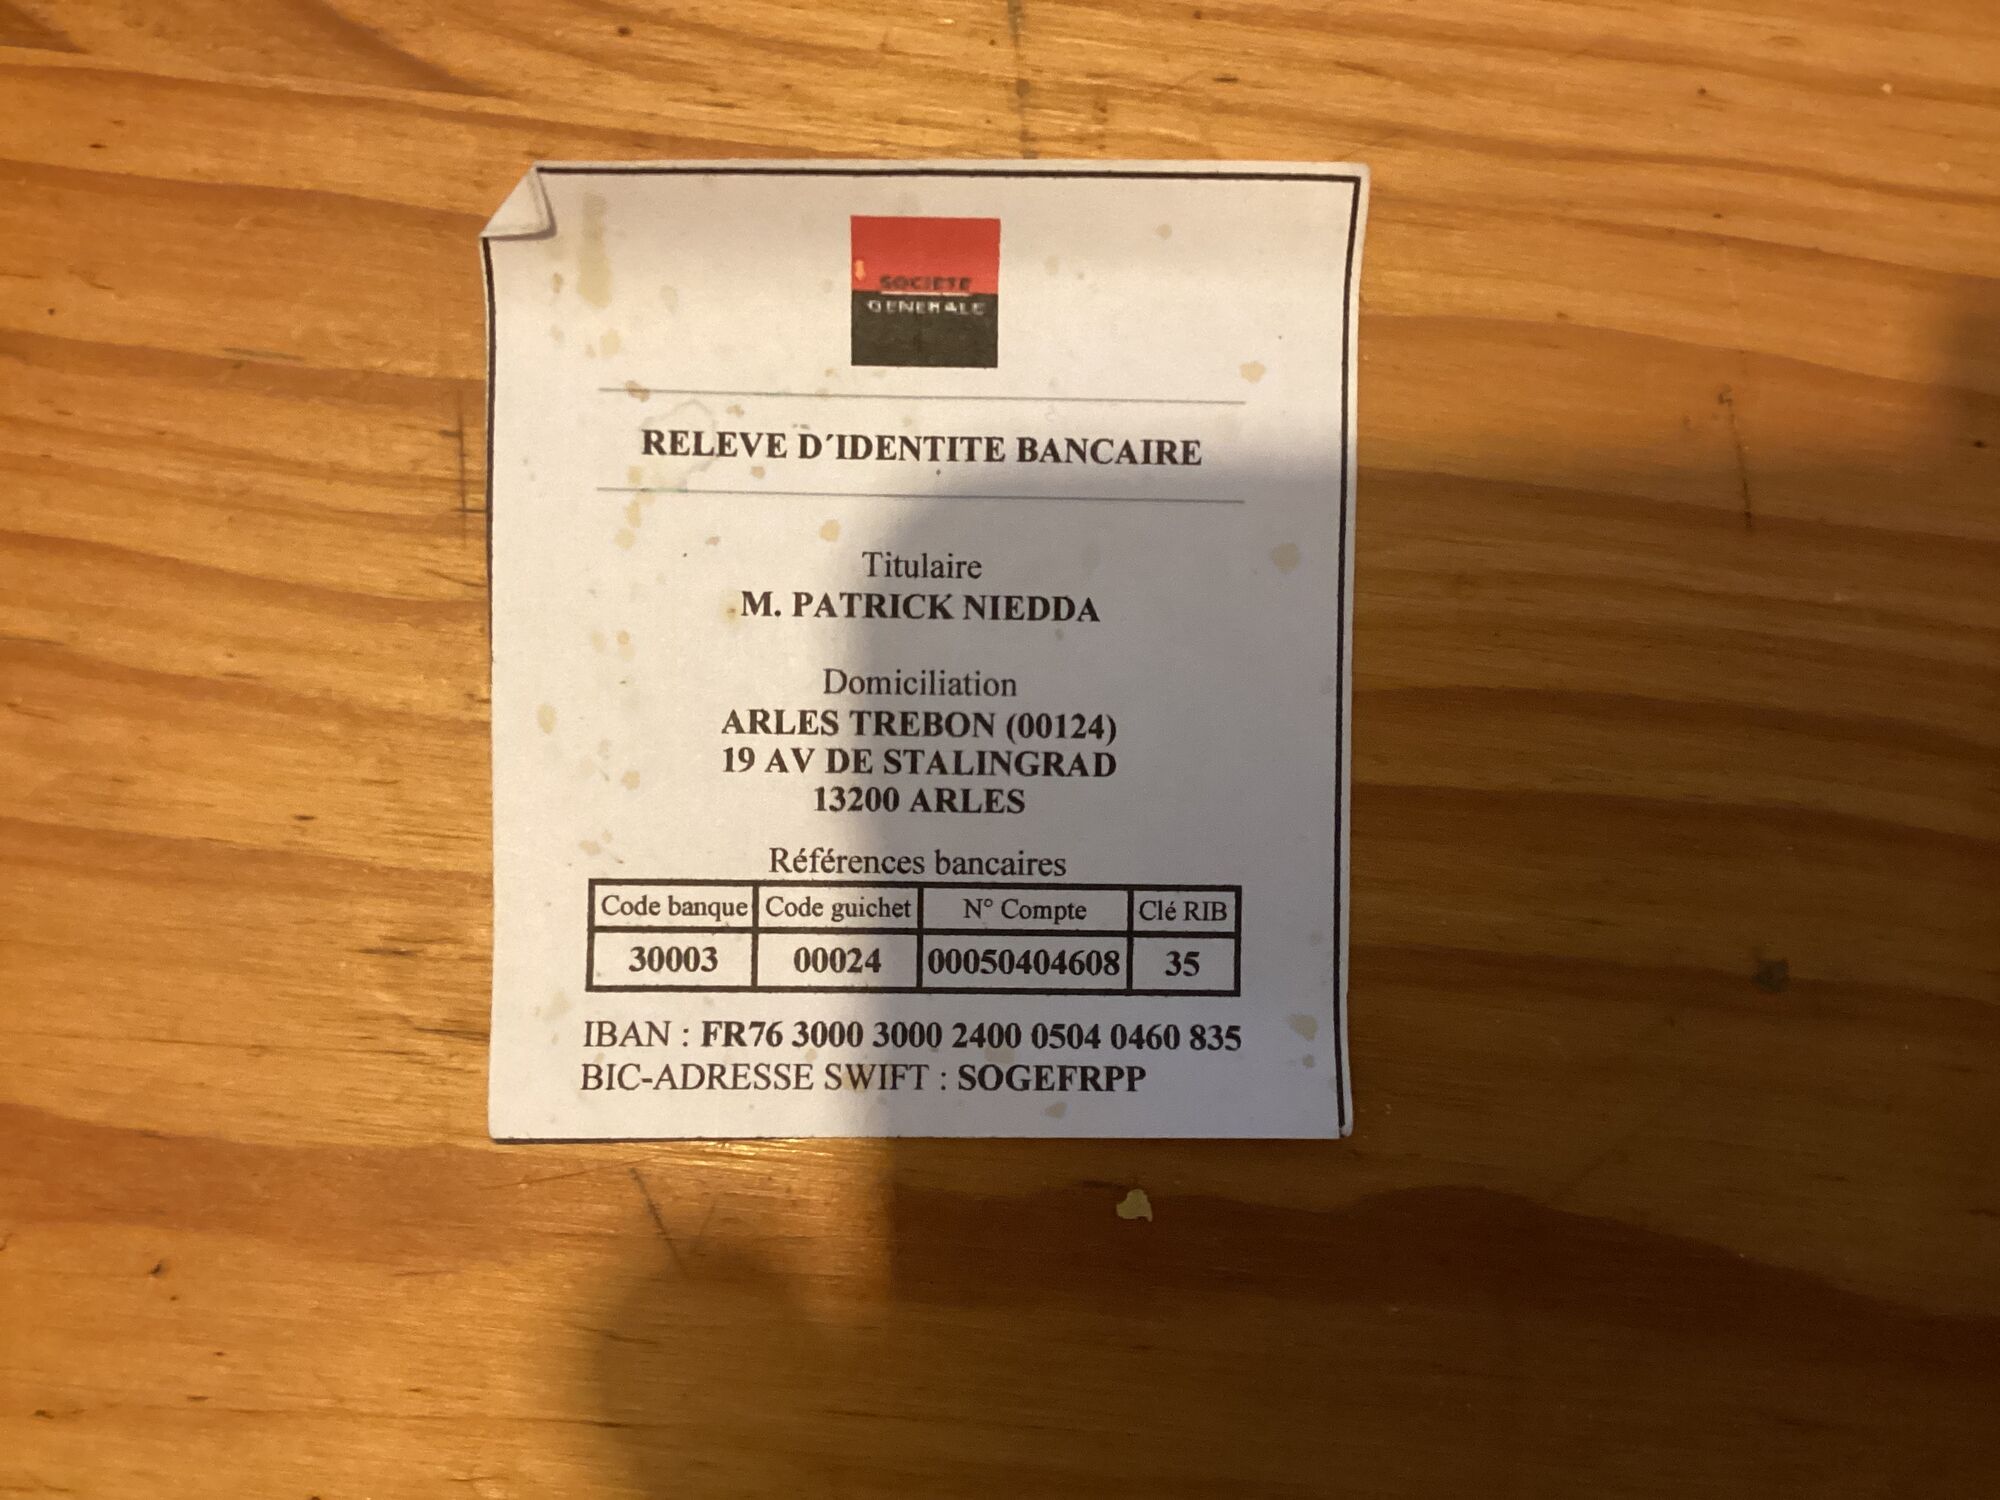 SOCIETE
GENERALE
RELEVE D´IDENTITE BANCAIRE
Titulaire
M. PATRICK NIEDDA
Domiciliation
ARLES TREBON (00124)
19 AV DE STALINGRAD
13200 ARLES
Références bancaires
Code banque Code guichet N° Compte Clé RIB
30003 00024 00050404608 35
IBAN : FR76 3000 3000 2400 0504 0460 835
BIC-ADRESSE SWIFT : SOGEFRPP